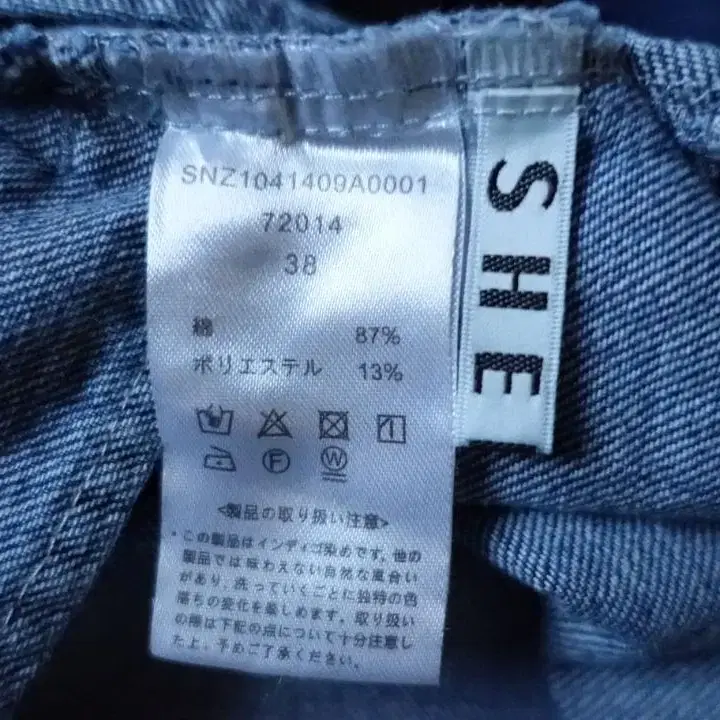 SNZ1041409A0001
72014
38
綿 87%
ポリエステル 13%
1
F
W
<製品の取り扱い注意>
・この製品はインディゴ染めです。他の
製品では味わえない自然な風合い
があり、洗っていくごとに独特の色
落ちの変化を楽しめます。取り扱い
の際は下記の点について十分注意し
た上、予めご了承ください。
SHE